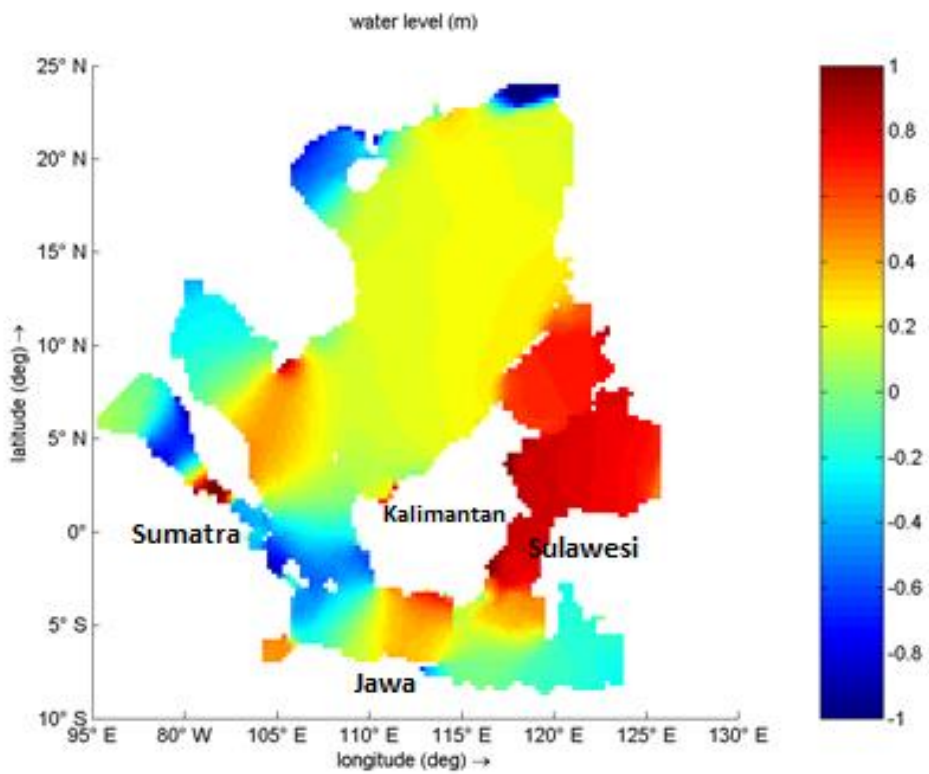 water level (m)
25° N
20° N
15° N
10° N
5° N
0°
5° S
10° S
latitude (deg) →
Sumatra
Kalimantan
Sulawesi
Jawa
95° E 80° W 105° E 110° E 115° E 120° E 125° E 130° E
longitude (deg) →
1
0.8
0.6
0.4
0.2
0
-0.2
-0.4
-0.6
-0.8
-1